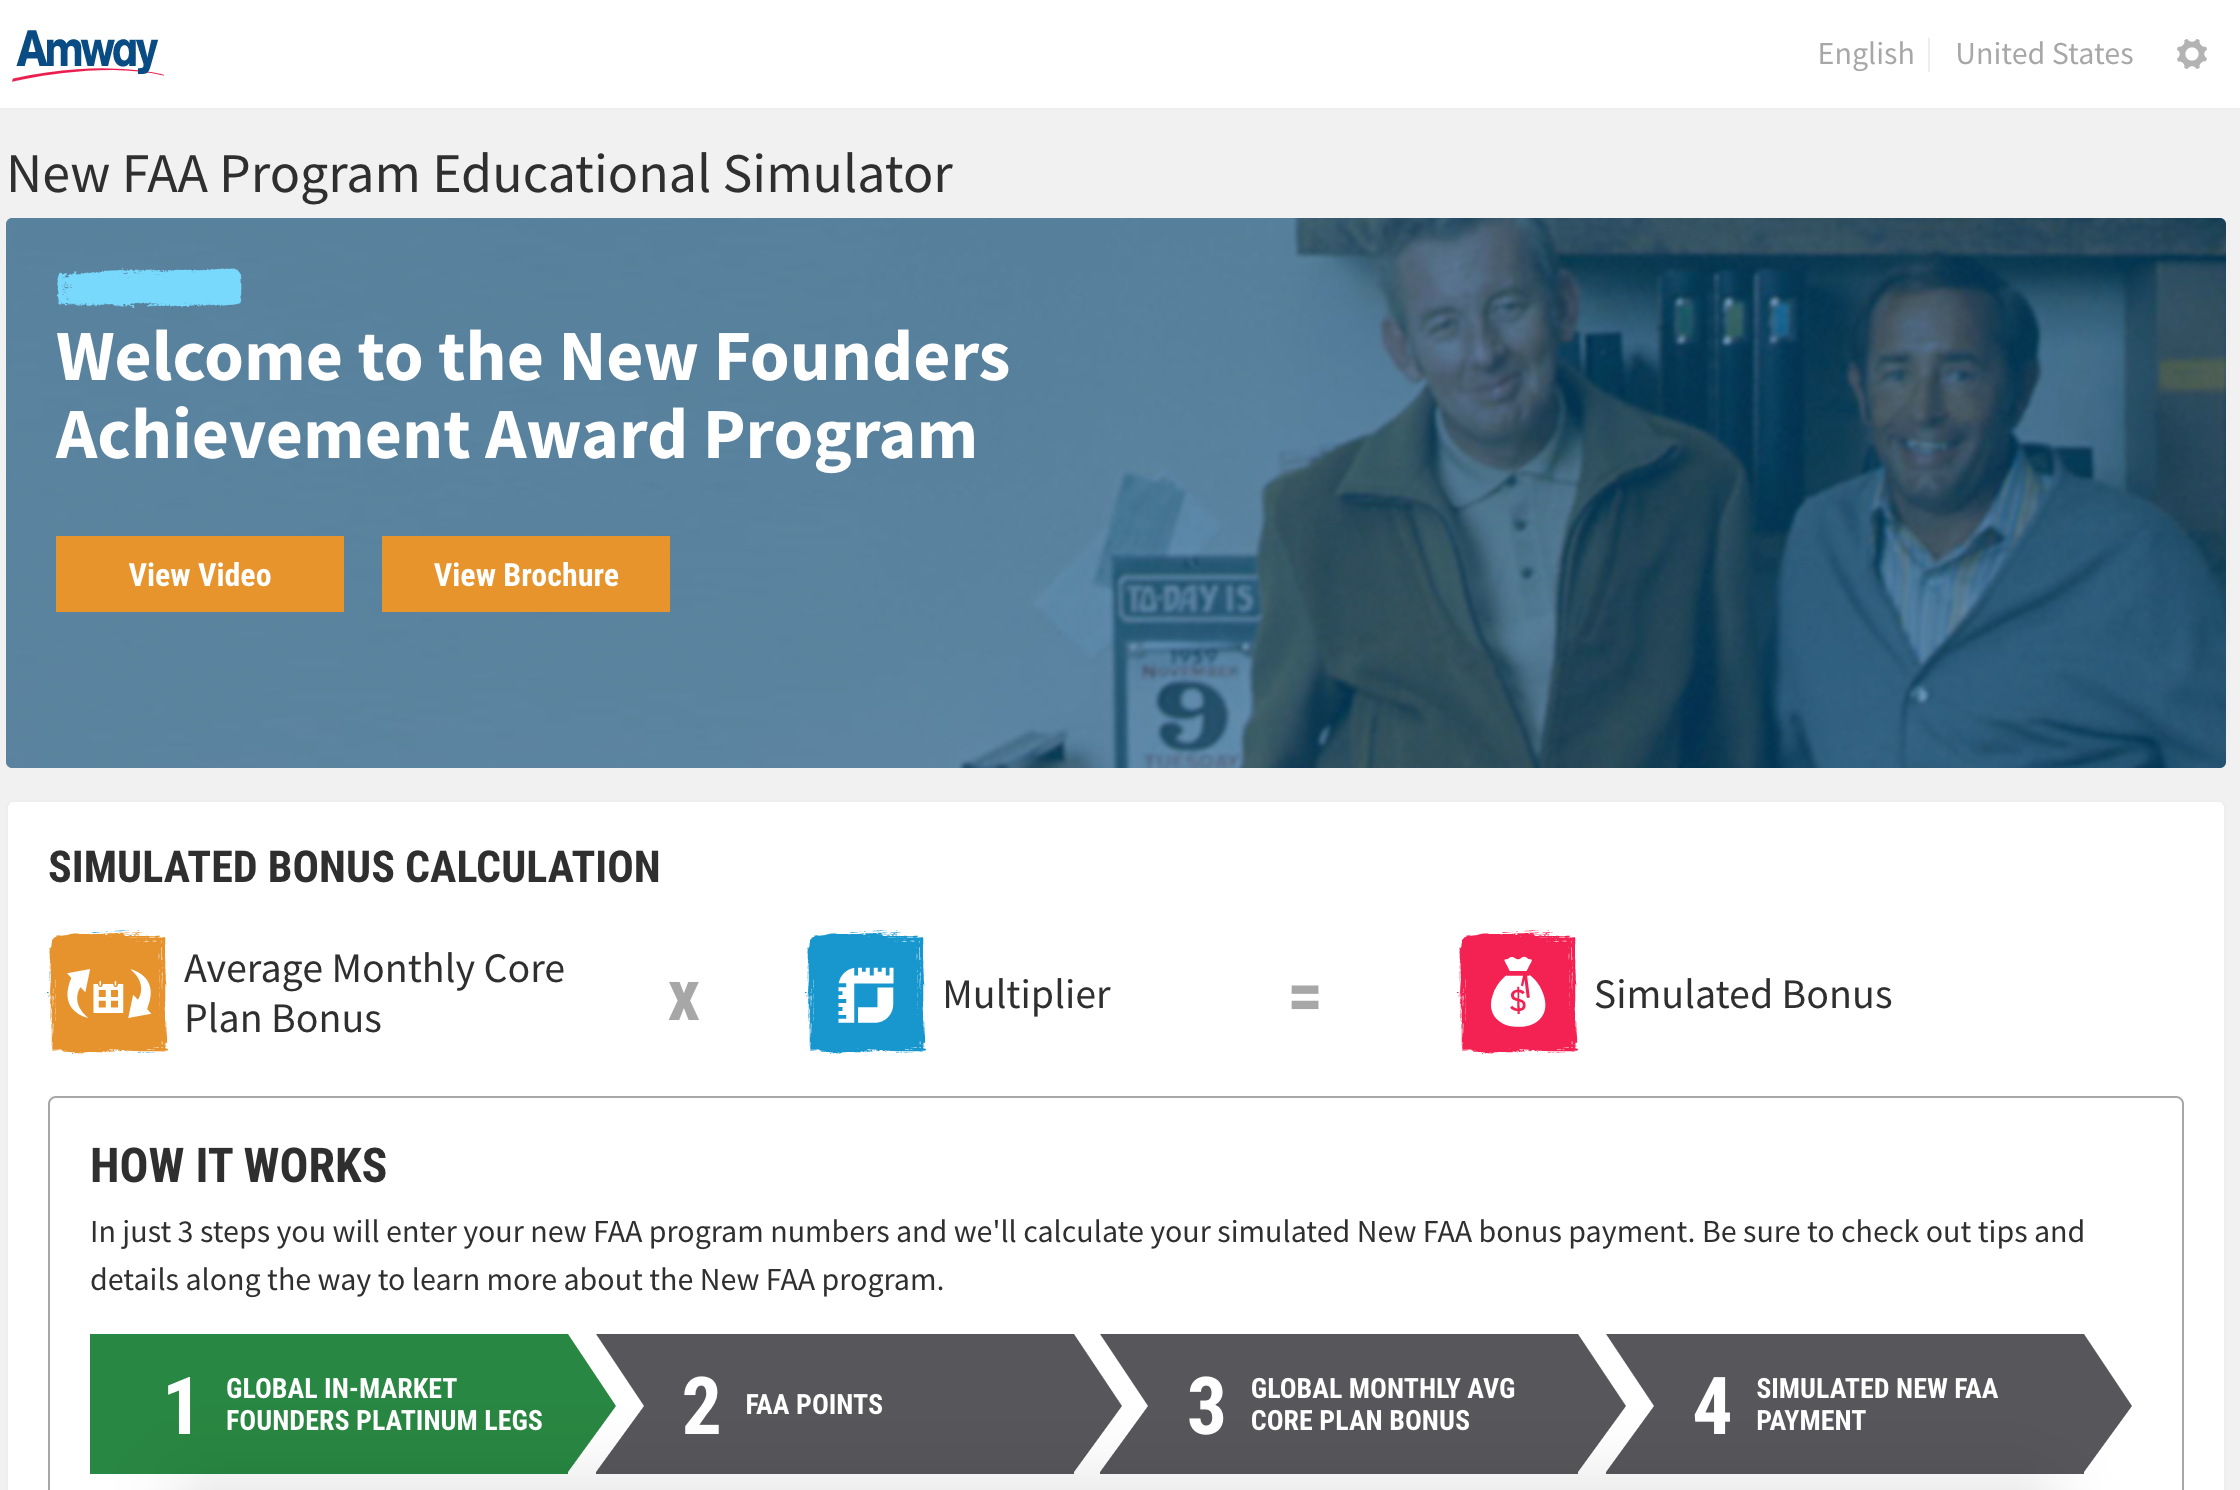 Amway
English
United States
New FAA Program Educational Simulator
Welcome to the New Founders
Achievement Award Program
View Video
View Brochure
TO-DAY IS
1959
NOVEMBER
9
TUESDAY
SIMULATED BONUS CALCULATION
Average Monthly Core
Plan Bonus
x
Multiplier
=
$
Simulated Bonus
HOW IT WORKS
In just 3 steps you will enter your new FAA program numbers and we'll calculate your simulated New FAA bonus payment. Be sure to check out tips and
details along the way to learn more about the New FAA program.
1 GLOBAL IN-MARKET
FOUNDERS PLATINUM LEGS
2 FAA POINTS
3 GLOBAL MONTHLY AVG
CORE PLAN BONUS
4 SIMULATED NEW FAA
PAYMENT